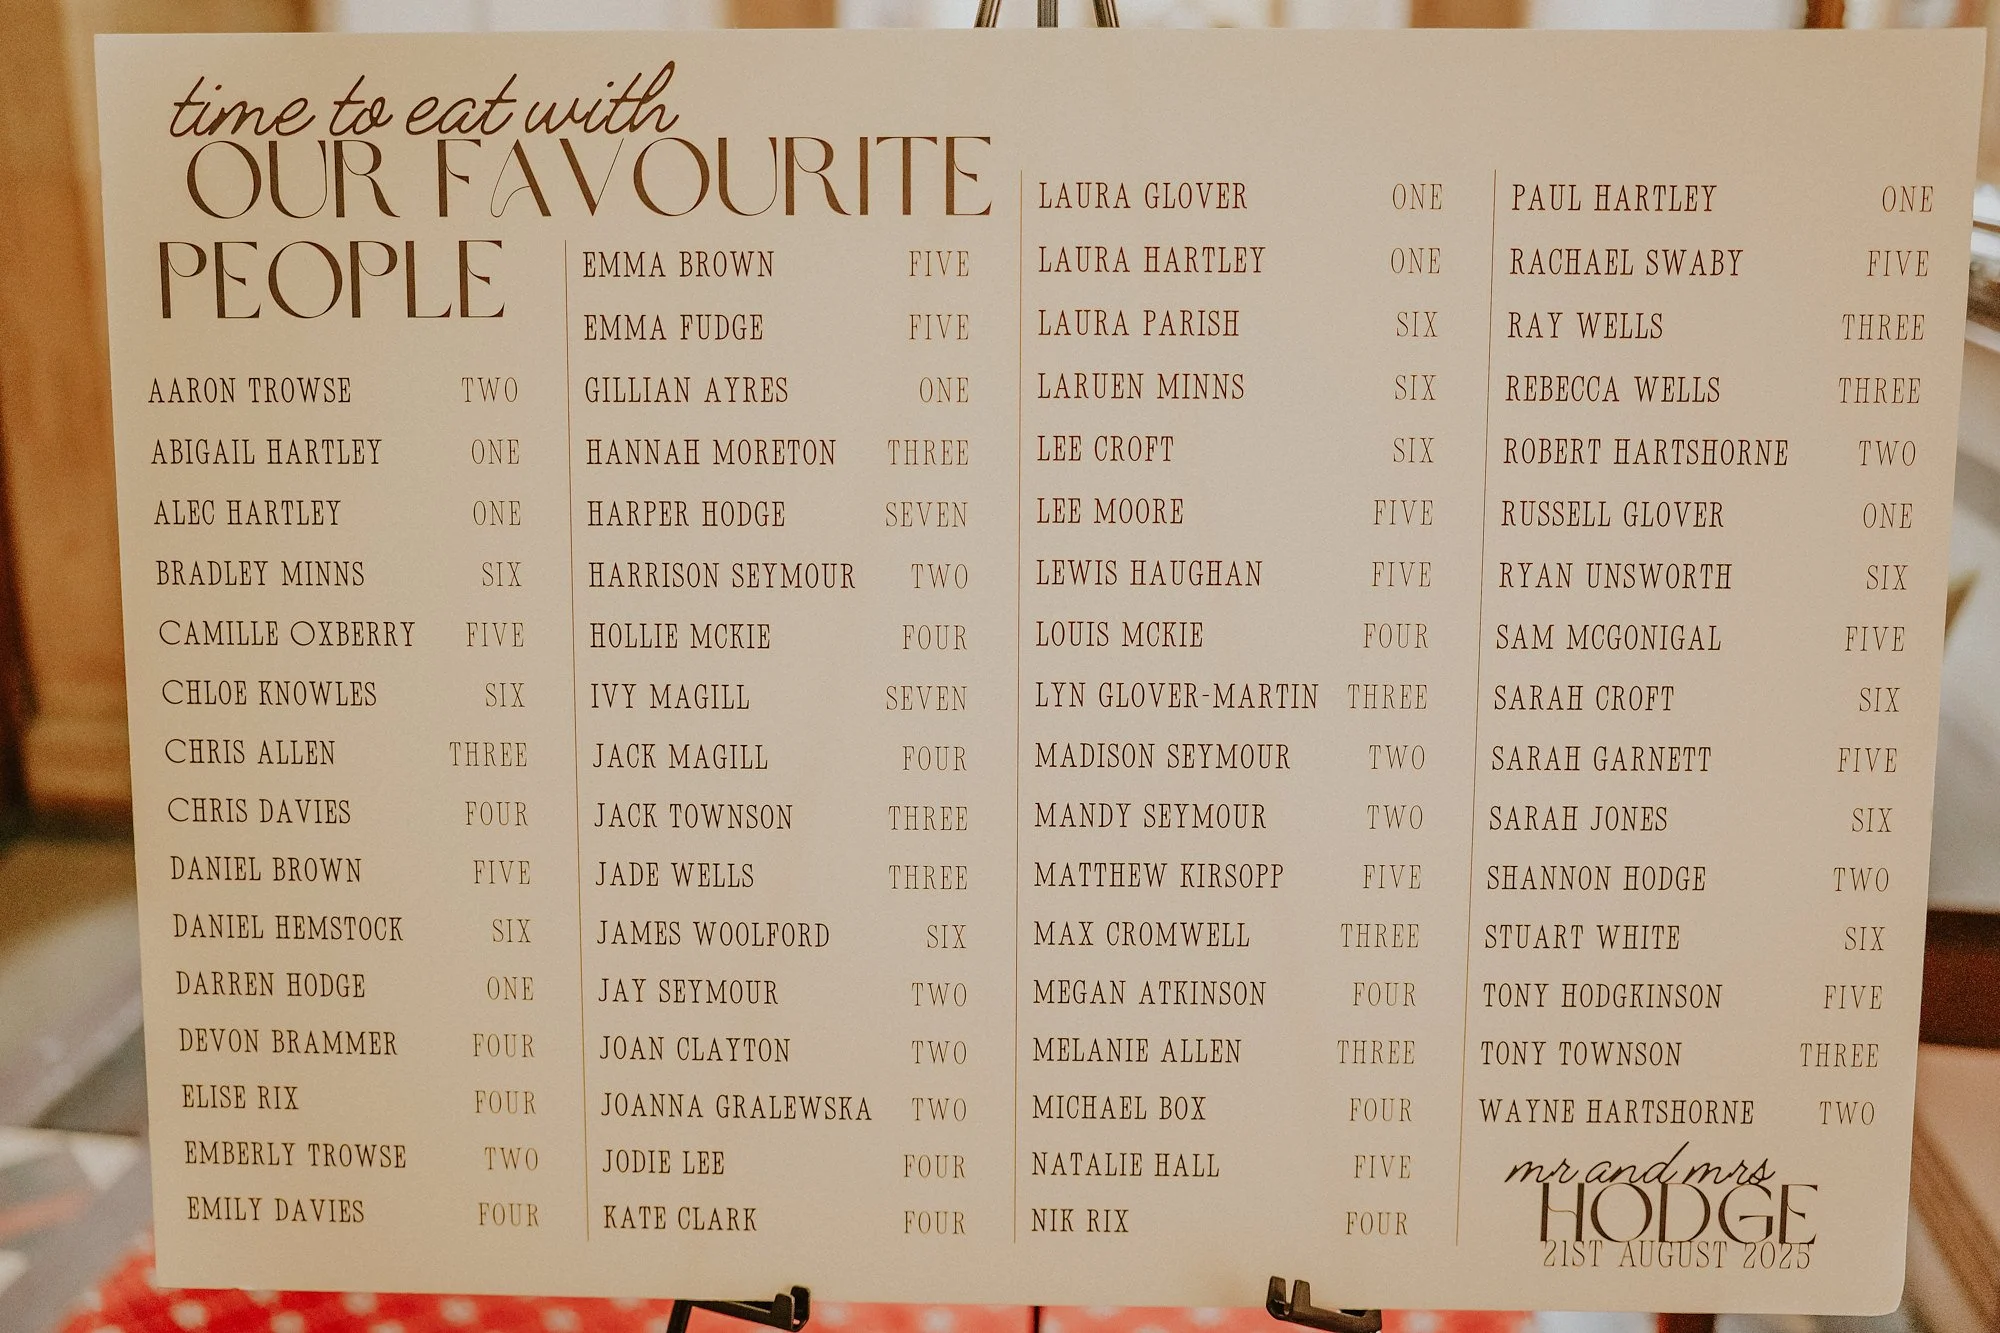 time to eat with
OUR FAVOURITE
PEOPLE
AARON TROWSE TWO
ABIGAIL HARTLEY ONE
ALEC HARTLEY ONE
BRADLEY MINNS SIX
CAMILLE OXBERRY FIVE
CHLOE KNOWLES SIX
CHRIS ALLEN THREE
CHRIS DAVIES FOUR
DANIEL BROWN FIVE
DANIEL HEMSTOCK SIX
DARREN HODGE ONE
DEVON BRAMMER FOUR
ELISE RIX FOUR
EMBERLY TROWSE TWO
EMILY DAVIES FOUR
EMMA BROWN FIVE
EMMA FUDGE FIVE
GILLIAN AYRES ONE
HANNAH MORETON THREE
HARPER HODGE SEVEN
HARRISON SEYMOUR TWO
HOLLIE MCKIE FOUR
IVY MAGILL SEVEN
JACK MAGILL FOUR
JACK TOWNSON THREE
JADE WELLS THREE
JAMES WOOLFORD SIX
JAY SEYMOUR TWO
JOAN CLAYTON TWO
JOANNA GRALEWSKA TWO
JODIE LEE FOUR
KATE CLARK FOUR
LAURA GLOVER ONE
LAURA HARTLEY ONE
LAURA PARISH SIX
LARUEN MINNS SIX
LEE CROFT SIX
LEE MOORE FIVE
LEWIS HAUGHAN FIVE
LOUIS MCKIE FOUR
LYN GLOVER-MARTIN THREE
MADISON SEYMOUR TWO
MANDY SEYMOUR TWO
MATTHEW KIRSOPP FIVE
MAX CROMWELL THREE
MEGAN ATKINSON FOUR
MELANIE ALLEN THREE
MICHAEL BOX FOUR
NATALIE HALL FIVE
NIK RIX FOUR
PAUL HARTLEY ONE
RACHAEL SWABY FIVE
RAY WELLS THREE
REBECCA WELLS THREE
ROBERT HARTSHORNE TWO
RUSSELL GLOVER ONE
RYAN UNSWORTH SIX
SAM MCGONIGAL FIVE
SARAH CROFT SIX
SARAH GARNETT FIVE
SARAH JONES SIX
SHANNON HODGE TWO
STUART WHITE SIX
TONY HODGKINSON FIVE
TONY TOWNSON THREE
WAYNE HARTSHORNE TWO
mr and mrs
HODGE
21ST AUGUST 2025